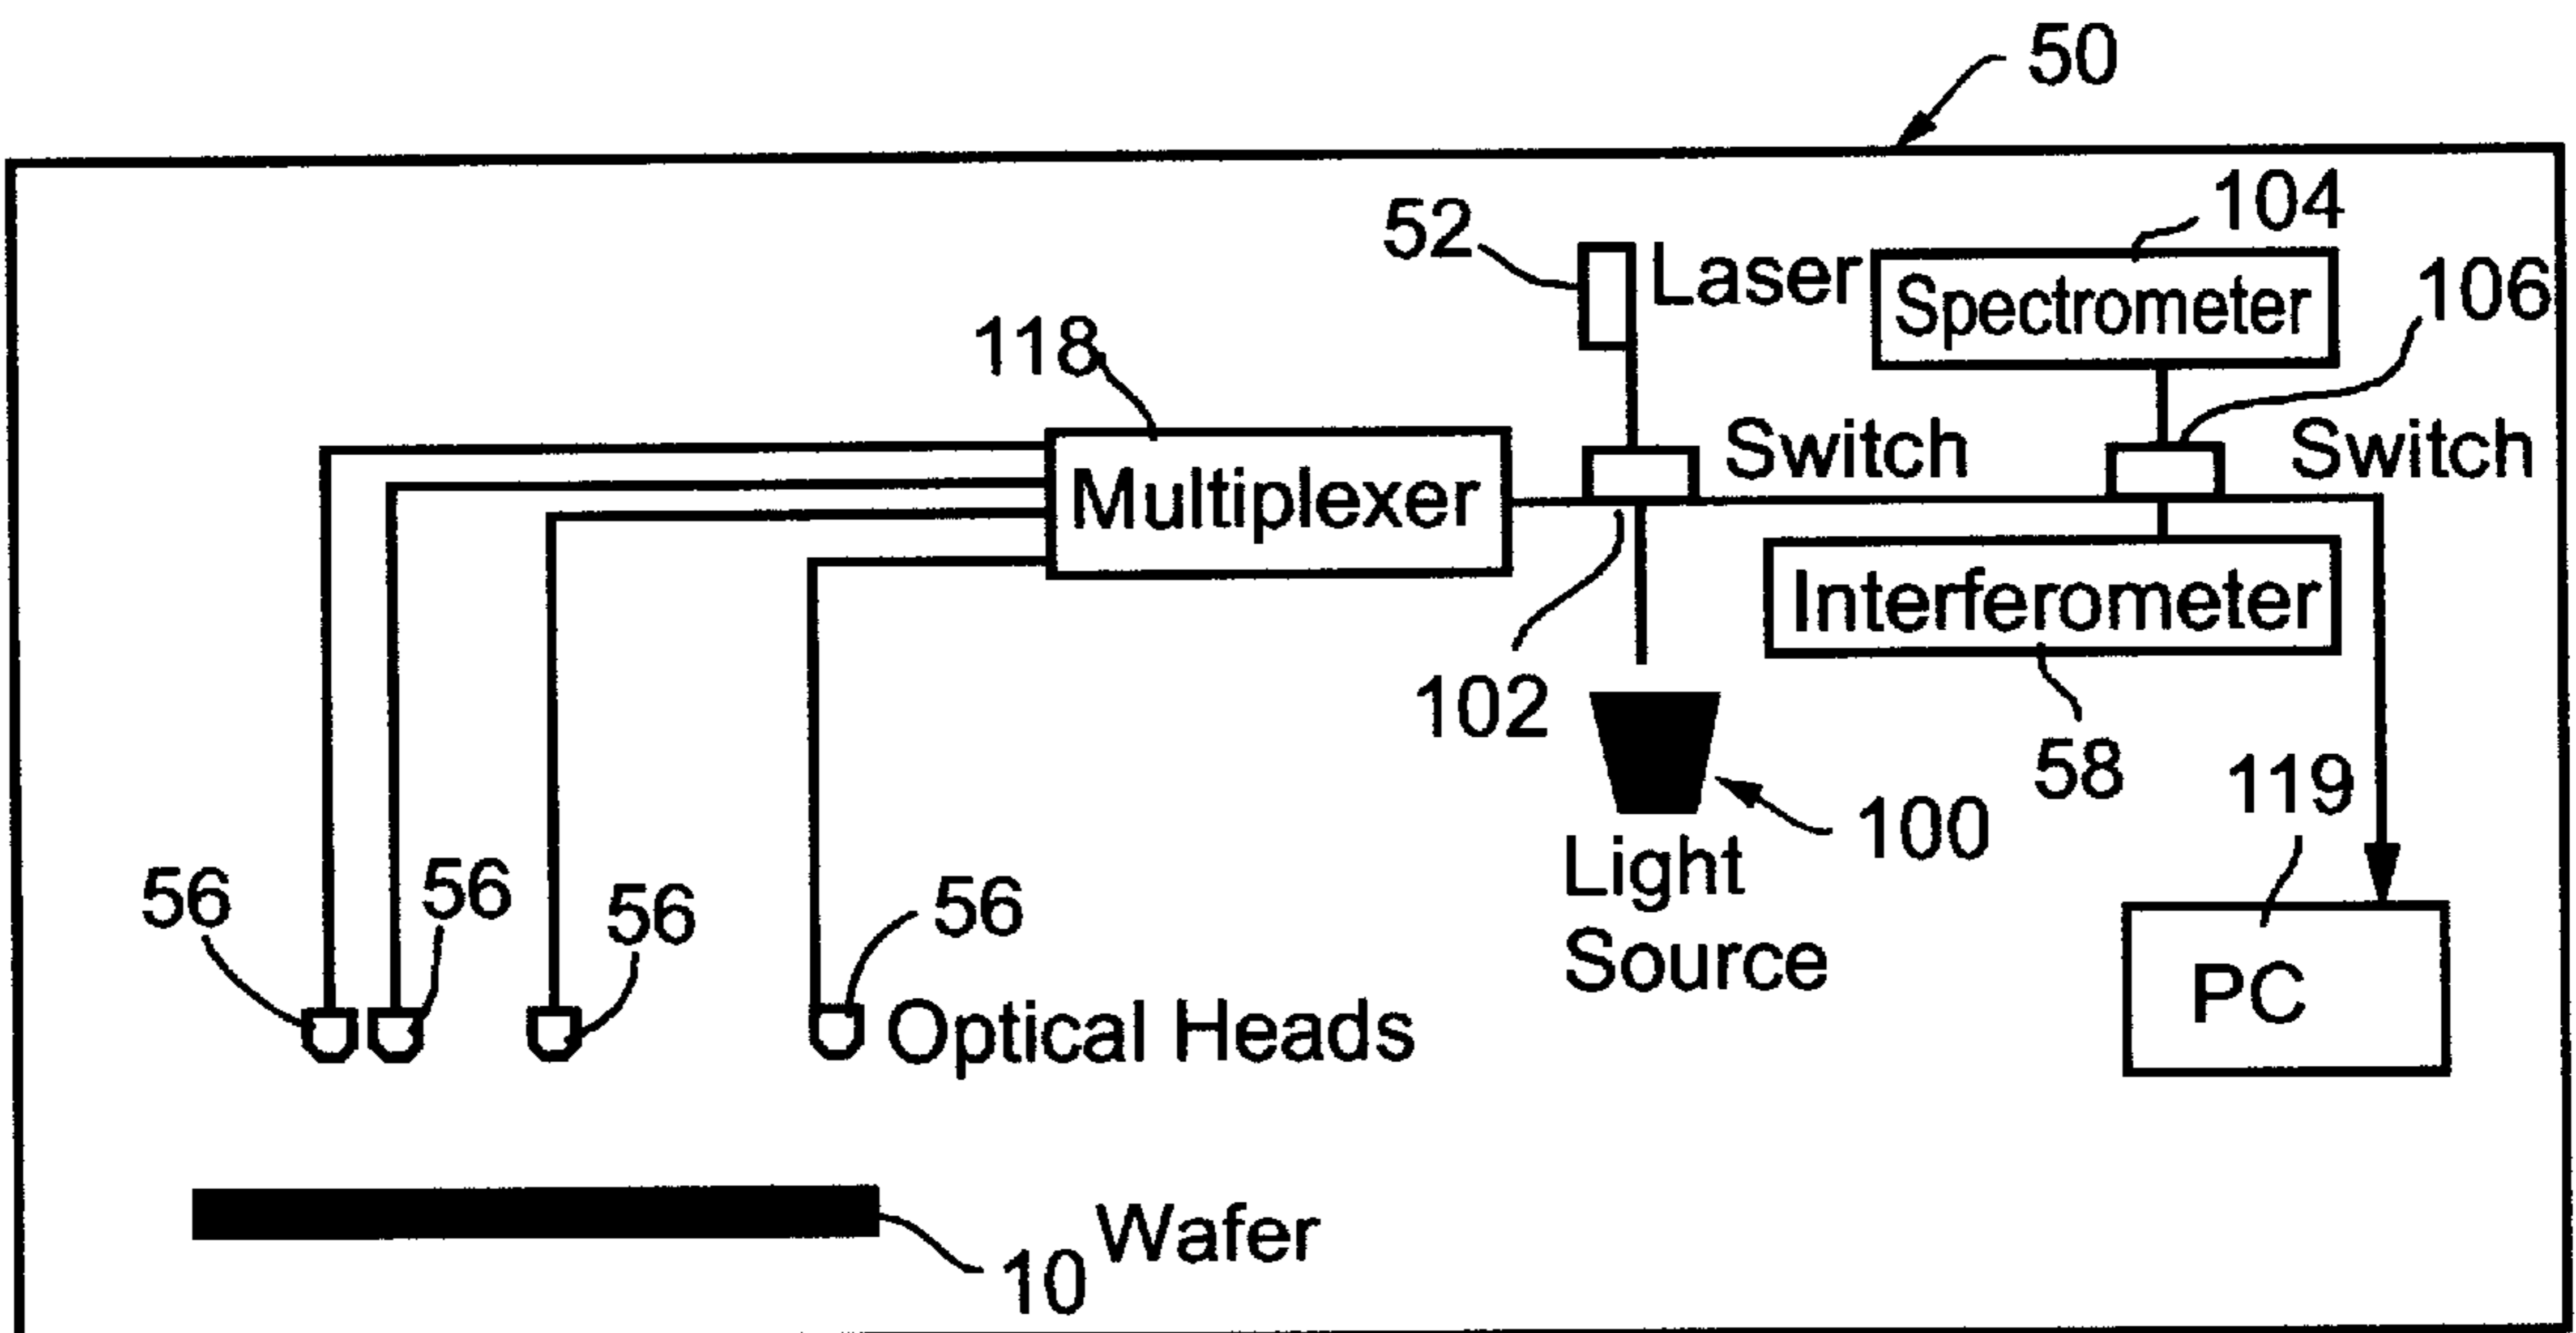 50
104
52
Laser
Spectrometer
106
118
Switch
Switch
Multiplexer
Interferometer
102
58
119
100
Light
Source
56
56
56
56
PC
Optical Heads
Wafer
10